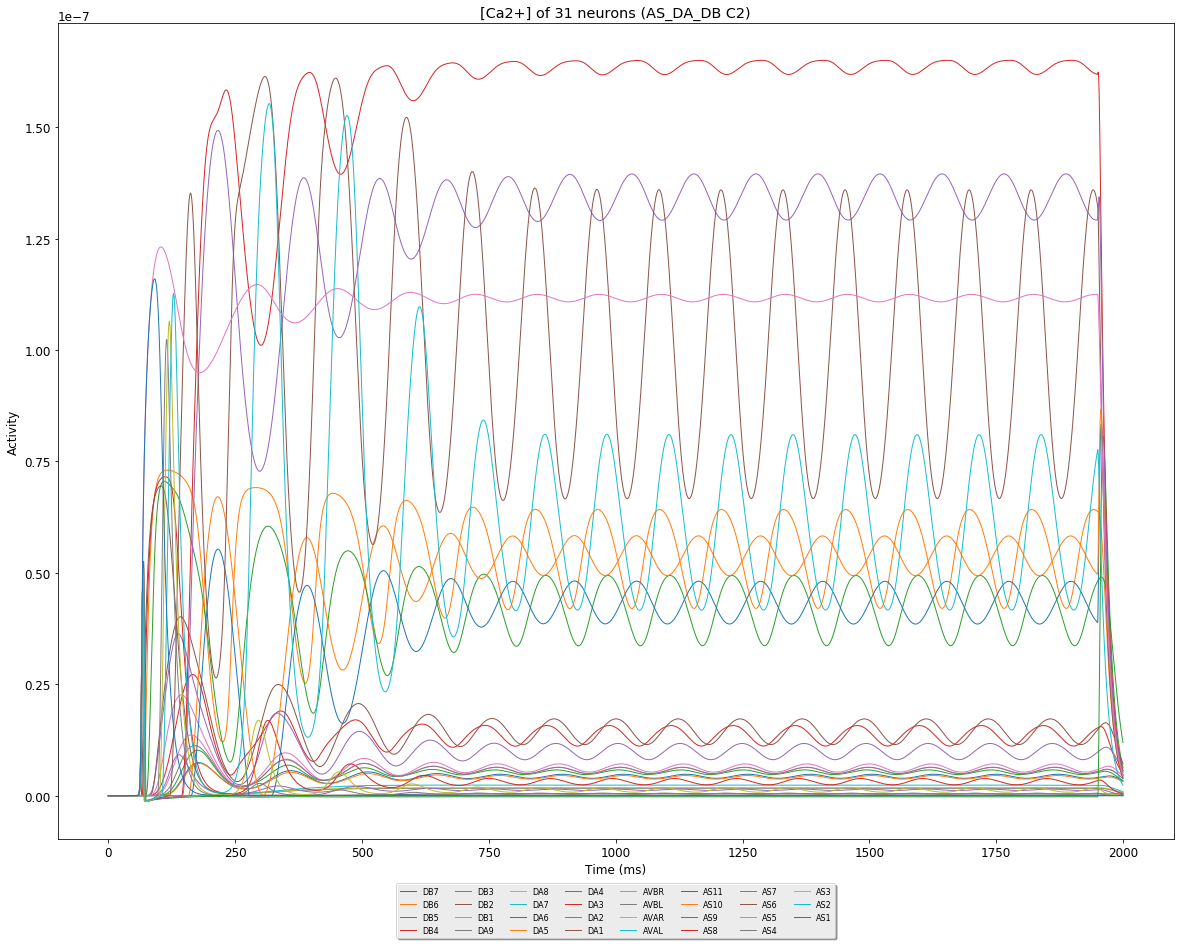 [Ca2+] of 31 neurons (AS_DA_DB C2)
1e−7
1.50
1.25
1.00
0.75
0.50
0.25
0.00
Activity
0 250 500 750 1000 1250 1500 1750 2000
Time (ms)
DB7 DB3 DA8 DA4 AVBR AS11 AS7 AS3
DB6 DB2 DA7 DA3 AVBL AS10 AS6 AS2
DB5 DB1 DA6 DA2 AVAR AS9 AS5 AS1
DB4 DA9 DA5 DA1 AVAL AS8 AS4